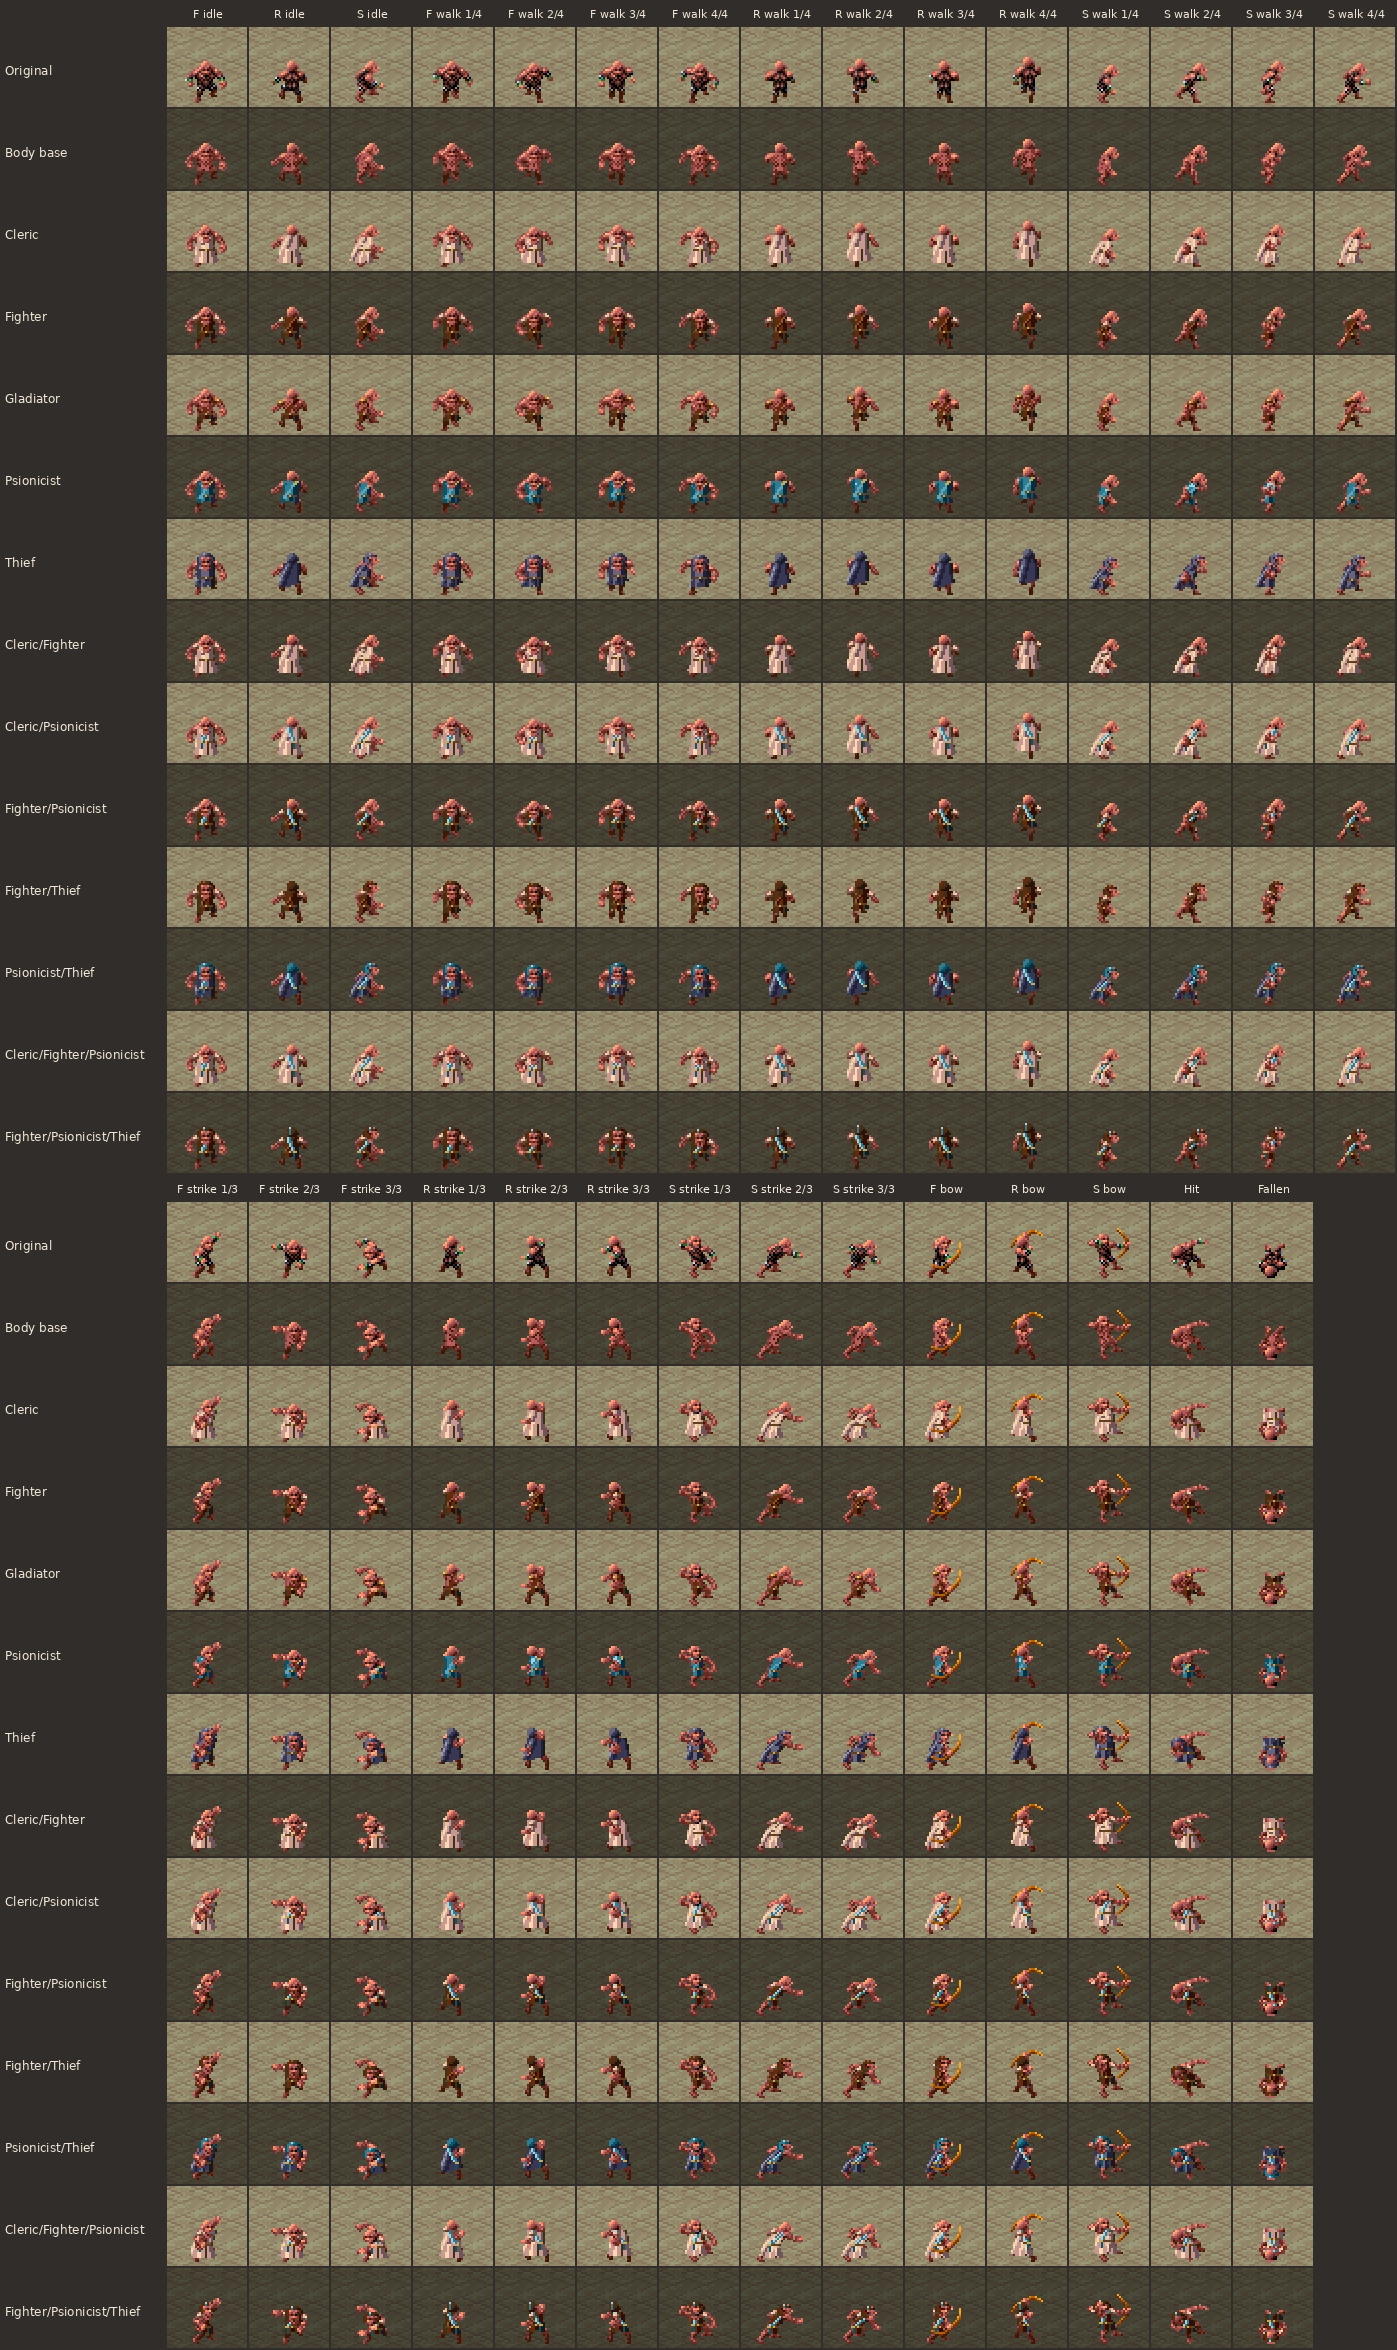 F idle R idle S idle F walk 1/4 F walk 2/4 F walk 3/4 F walk 4/4 R walk 1/4 R walk 2/4 R walk 3/4 R walk 4/4 S walk 1/4 S walk 2/4 S walk 3/4 S walk 4/4
Original
Body base
Cleric
Fighter
Gladiator
Psionicist
Thief
Cleric/Fighter
Cleric/Psionicist
Fighter/Psionicist
Fighter/Thief
Psionicist/Thief
Cleric/Fighter/Psionicist
Fighter/Psionicist/Thief
F strike 1/3 F strike 2/3 F strike 3/3 R strike 1/3 R strike 2/3 R strike 3/3 S strike 1/3 S strike 2/3 S strike 3/3 F bow R bow S bow Hit Fallen
Original
Body base
Cleric
Fighter
Gladiator
Psionicist
Thief
Cleric/Fighter
Cleric/Psionicist
Fighter/Psionicist
Fighter/Thief
Psionicist/Thief
Cleric/Fighter/Psionicist
Fighter/Psionicist/Thief